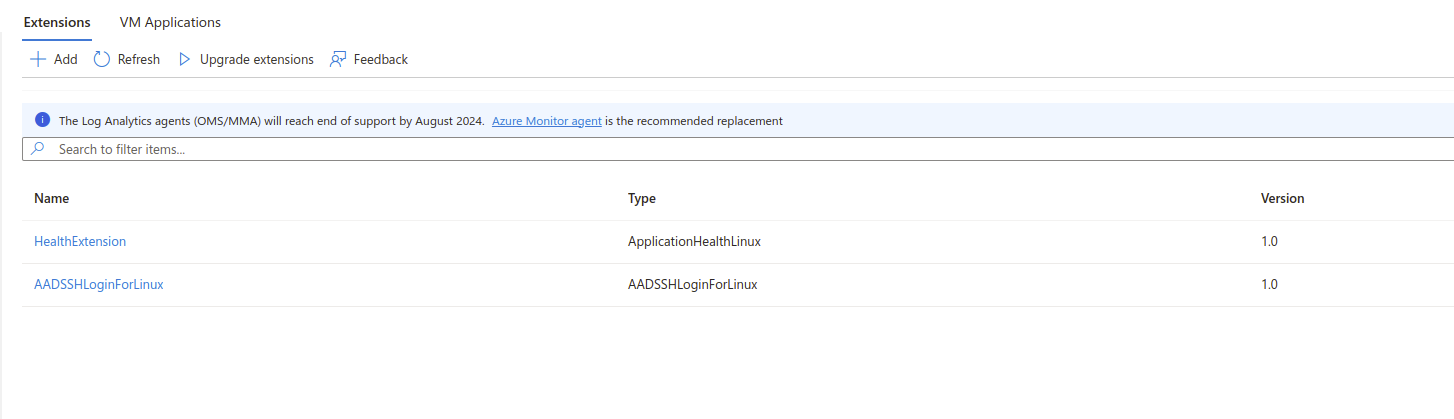 Extensions VM Applications
Add Refresh Upgrade extensions Feedback
The Log Analytics agents (OMS/MMA) will reach end of support by August 2024. Azure Monitor agent is the recommended replacement
Search to filter items...
Name Type Version
HealthExtension ApplicationHealthLinux 1.0
AADSSHLoginForLinux AADSSHLoginForLinux 1.0